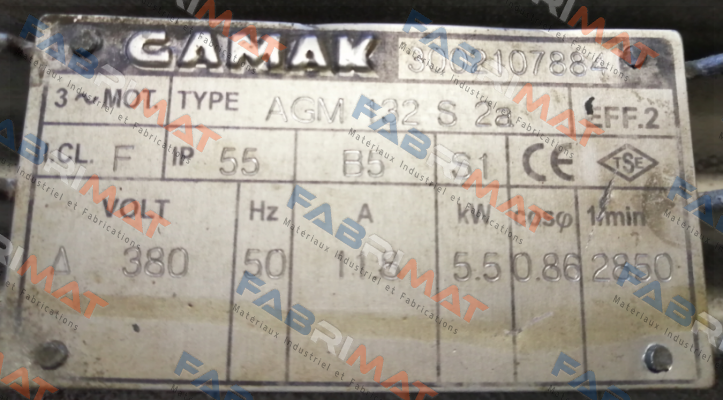 GAMAK 3062107884
3~MOT. TYPE AGM 132 S 2a EFF.2
I.CL. F IP 55 B5 S1 CE TSE
VOLT Hz A kW cosφ 1/min
Δ 380 50 11.8 5.5 0.86 2850
FABRIMAT
Materiaux Industriel et Fabrications